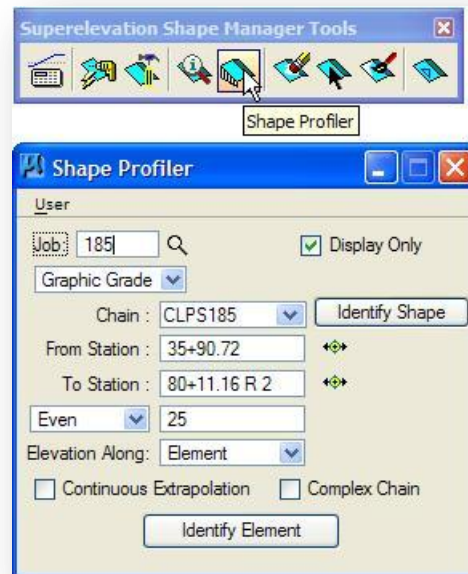 Superelevation Shape Manager Tools
Shape Profiler
Shape Profiler
User
Job: 185
Display Only
Graphic Grade
Chain : CLPS185 Identify Shape
From Station : 35+90.72
To Station : 80+11.16 R 2
Even 25
Elevation Along: Element
Continuous Extrapolation Complex Chain
Identify Element